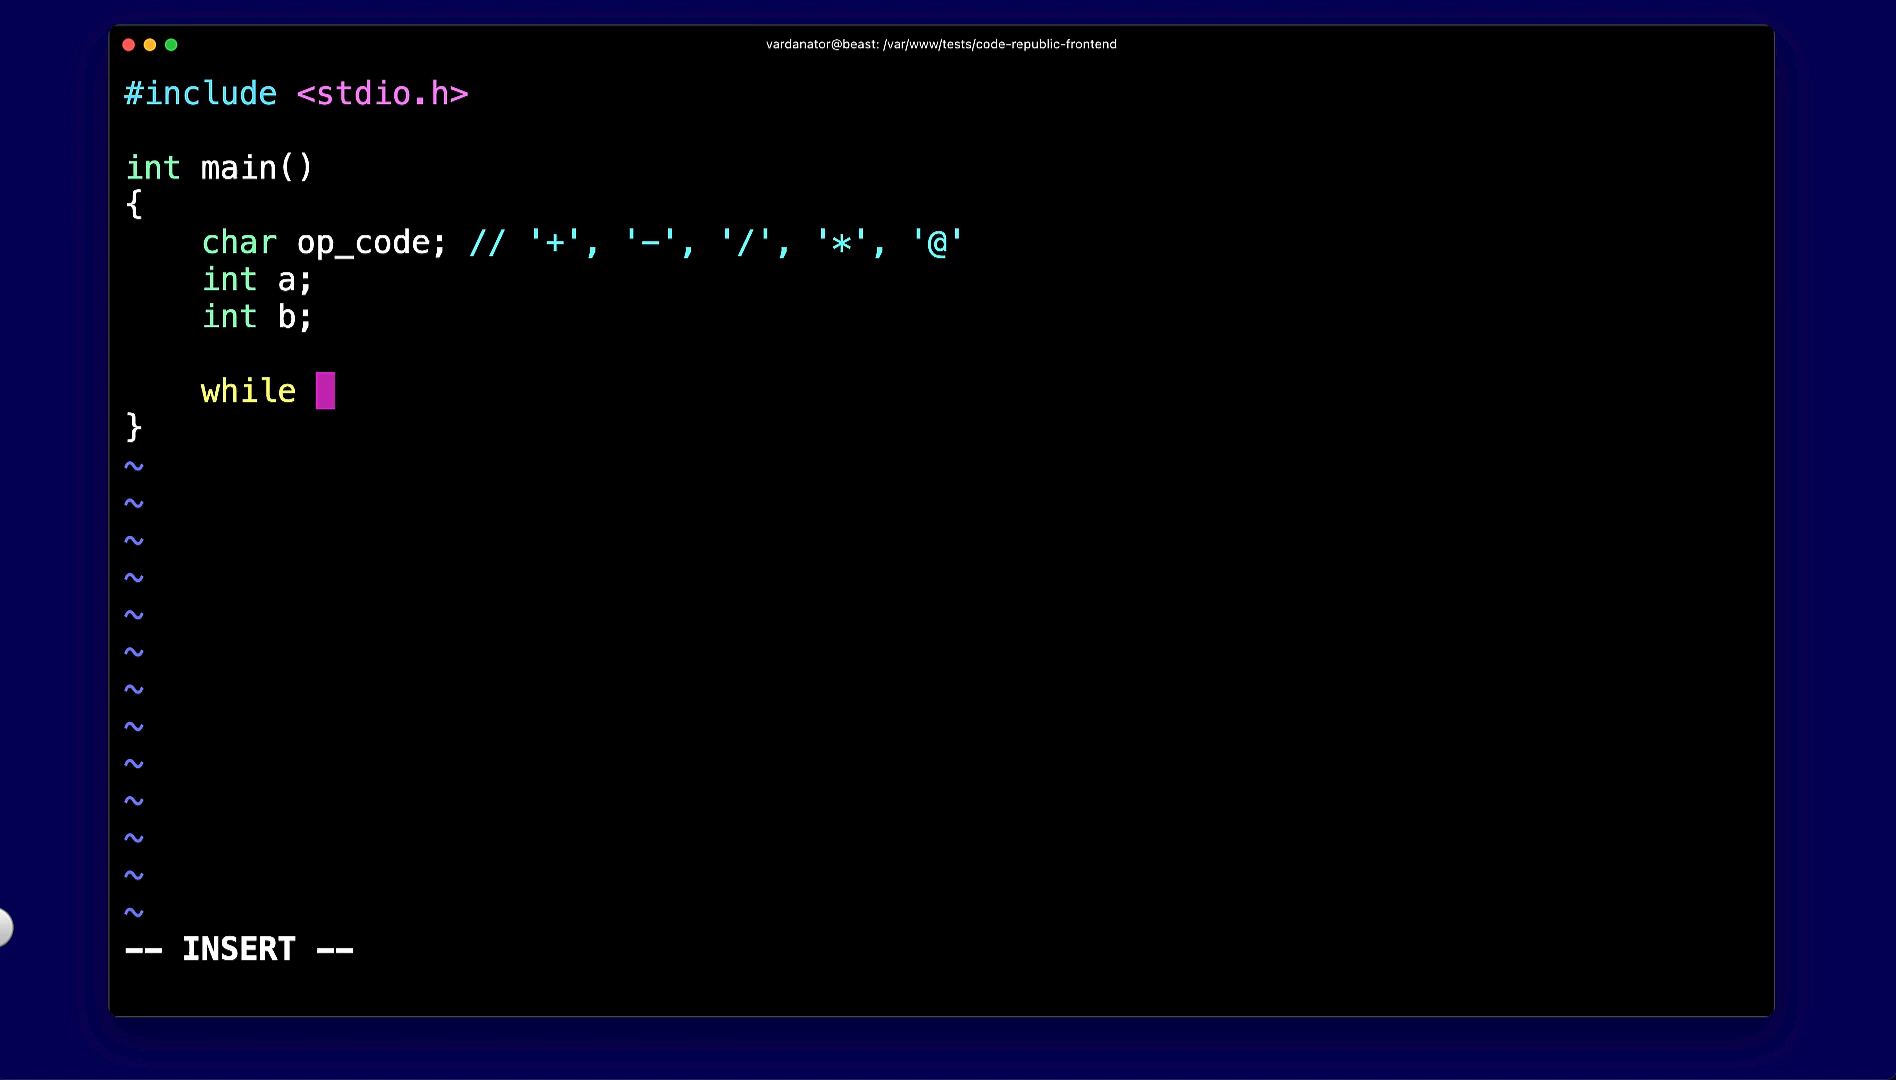 vardanator@beast: /var/www/tests/code-republic-frontend
#include <stdio.h>
int main()
{
    char op_code; // '+', '-', '/', '*', '@'
    int a;
    int b;
    while
}
~
~
~
~
~
~
~
~
~
~
~
~
~
-- INSERT --